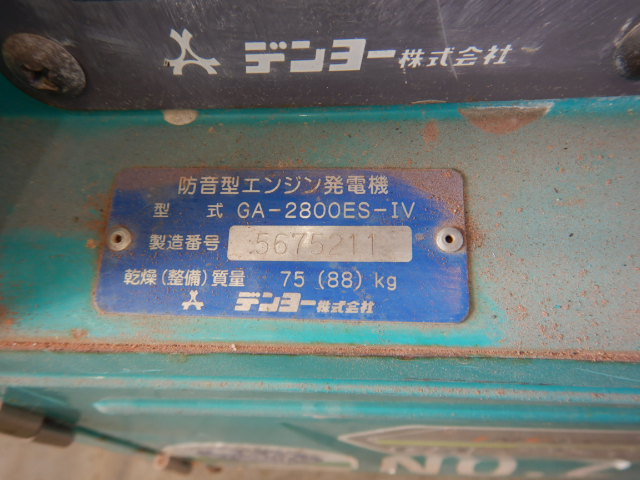 デンヨー株式会社
防音型エンジン発電機
型 式 GA-2800ES-IV
製造番号 5675211
乾燥(整備)質量 75 (88) kg
デンヨー株式会社
NO.